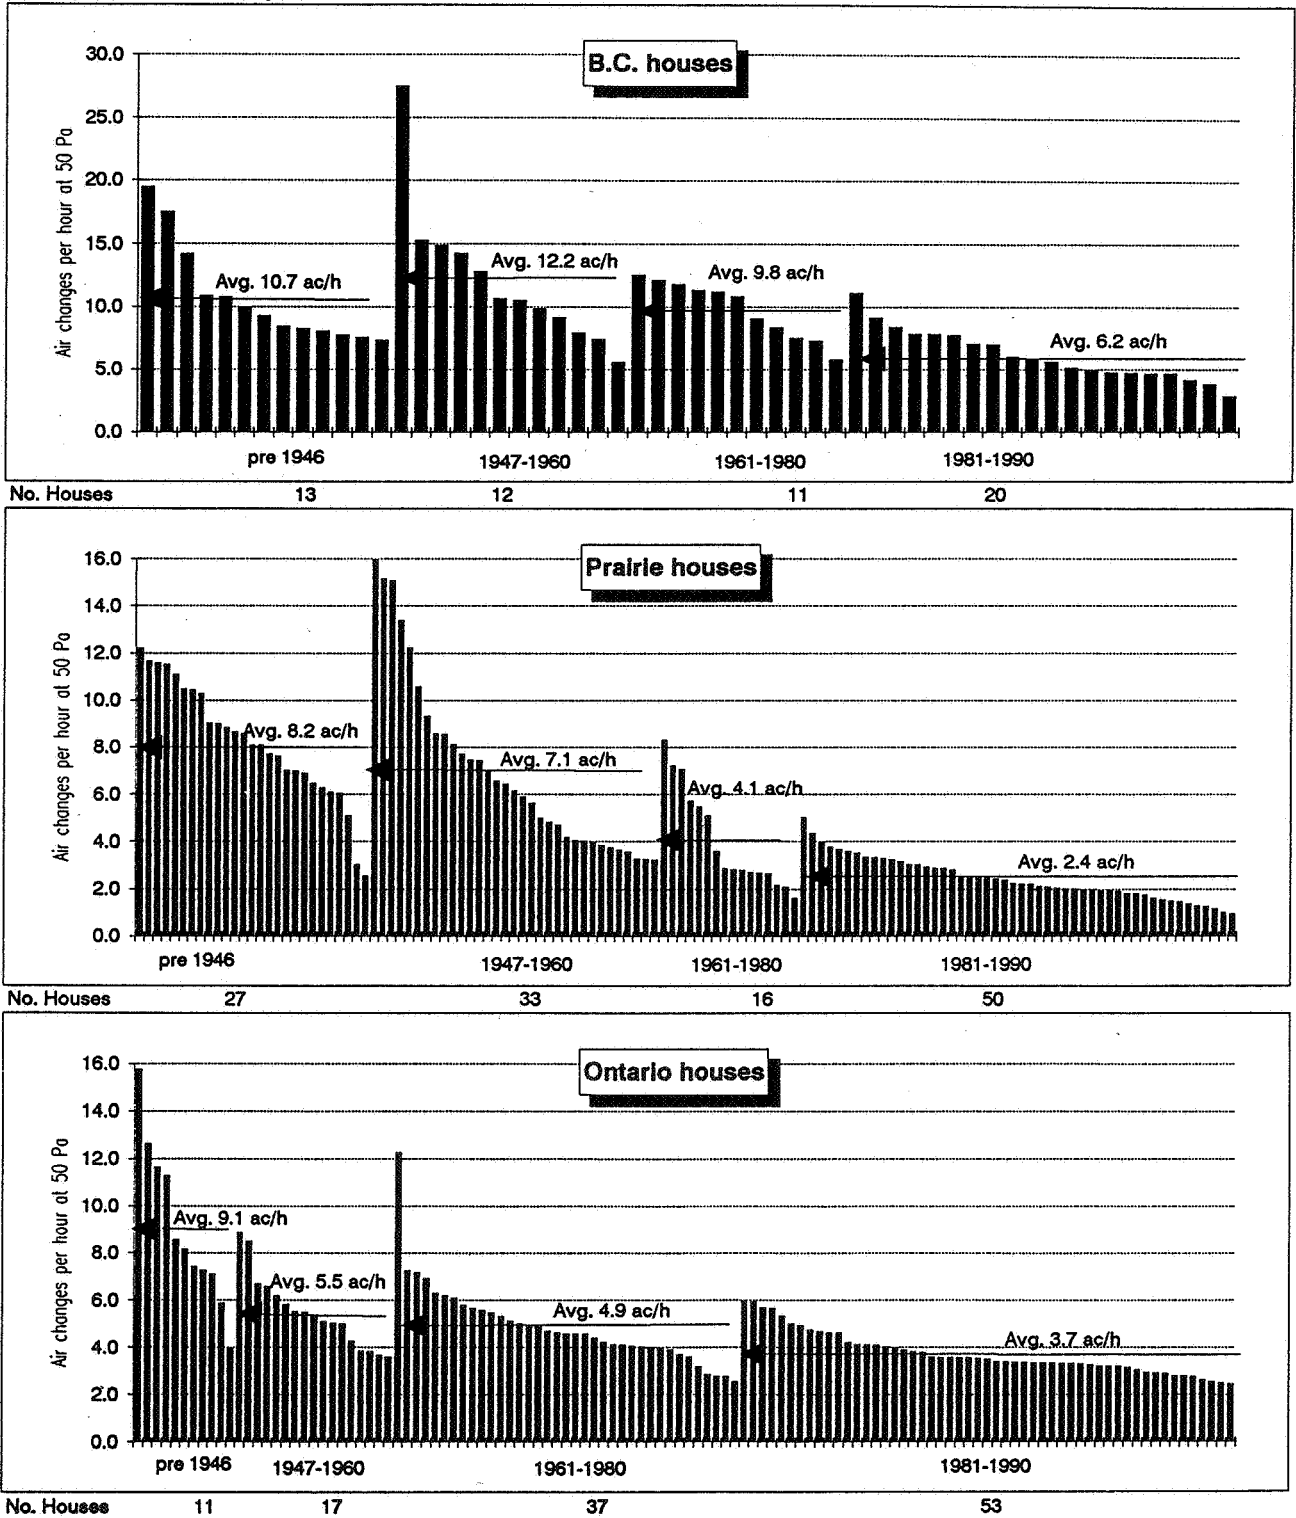 B.C. houses
30.0
25.0
20.0
15.0
10.0
5.0
0.0
Air changes per hour at 50 Pa
Avg. 10.7 ac/h
Avg. 12.2 ac/h
Avg. 9.8 ac/h
Avg. 6.2 ac/h
pre 1946 1947-1960 1961-1980 1981-1990
No. Houses 13 12 11 20
Prairie houses
16.0
14.0
12.0
10.0
8.0
6.0
4.0
2.0
0.0
Air changes per hour at 50 Pa
Avg. 8.2 ac/h
Avg. 7.1 ac/h
Avg. 4.1 ac/h
Avg. 2.4 ac/h
pre 1946 1947-1960 1961-1980 1981-1990
No. Houses 27 33 16 50
Ontario houses
16.0
14.0
12.0
10.0
8.0
6.0
4.0
2.0
0.0
Air changes per hour at 50 Pa
Avg. 9.1 ac/h
Avg. 5.5 ac/h
Avg. 4.9 ac/h
Avg. 3.7 ac/h
pre 1946 1947-1960 1961-1980 1981-1990
No. Houses 11 17 37 53